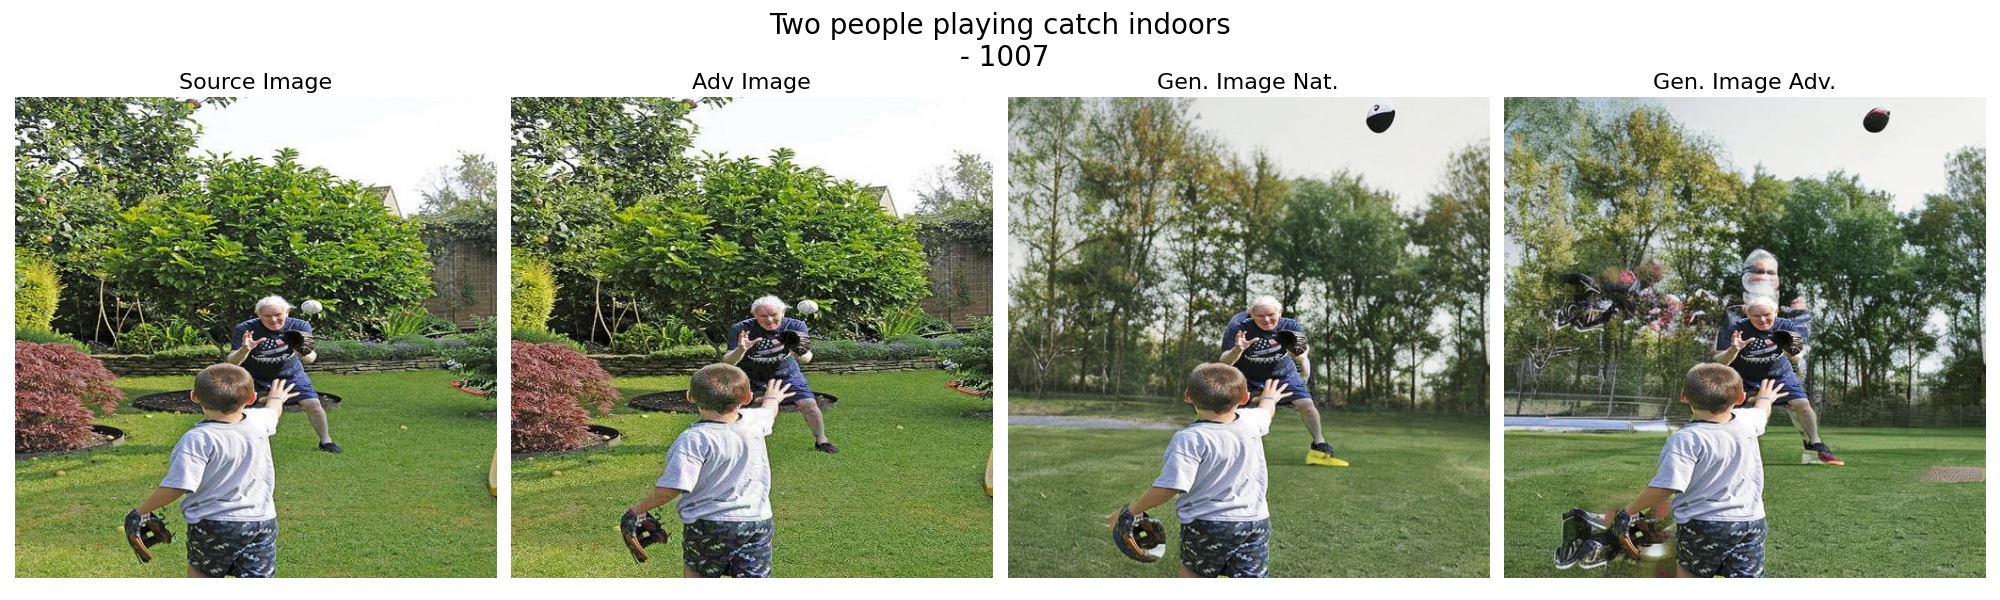 Two people playing catch indoors
- 1007
Source Image
Adv Image
Gen. Image Nat.
Gen. Image Adv.